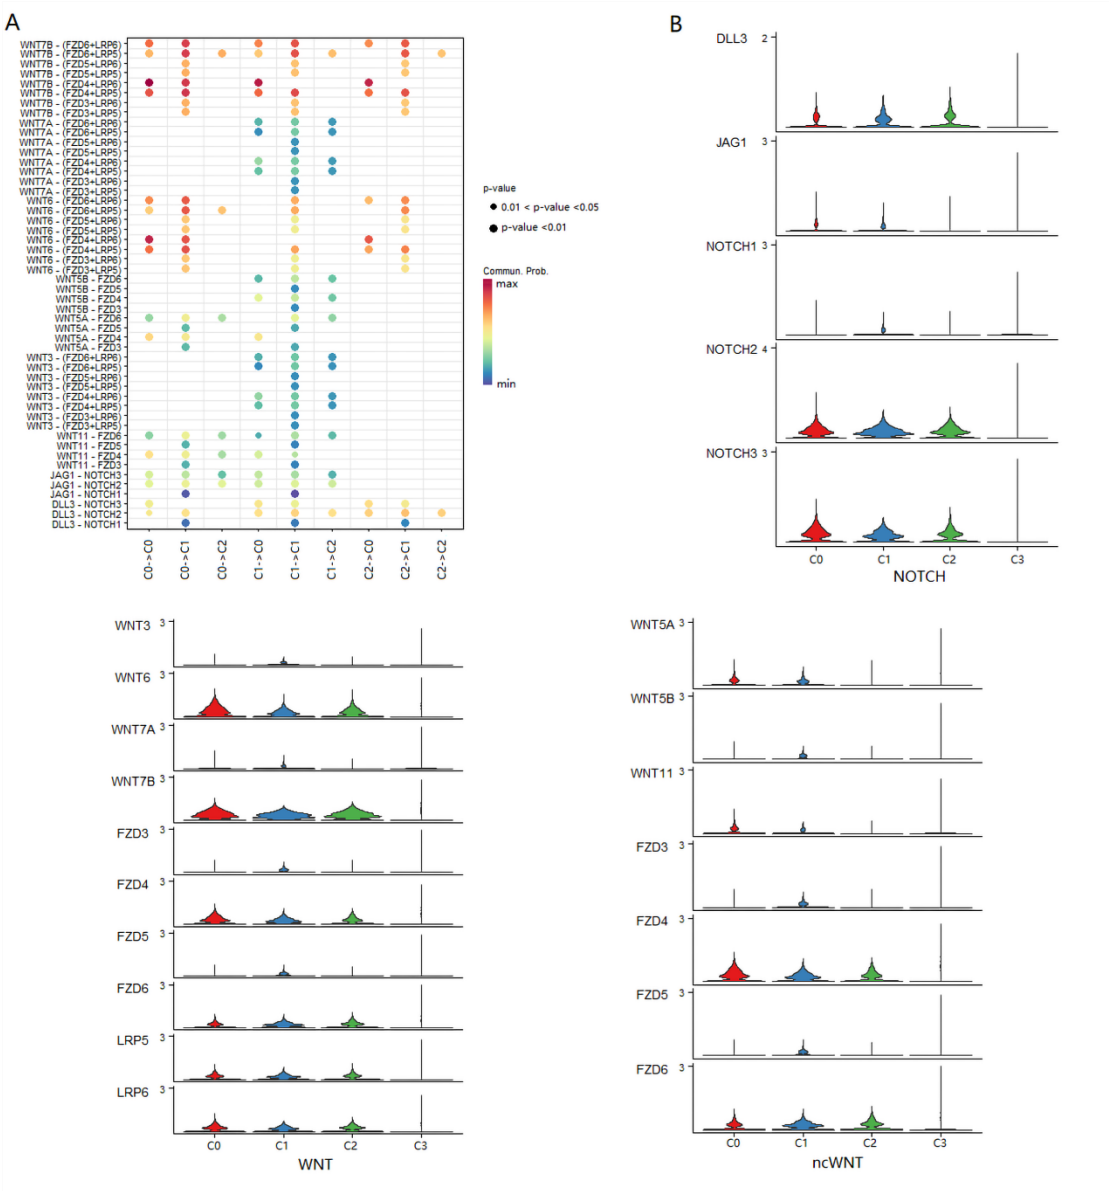 A
WNT7B - (FZD6+LRP6)
WNT7B - (FZD6+LRP5)
WNT7B - (FZD5+LRP6)
WNT7B - (FZD5+LRP5)
WNT7B - (FZD4+LRP6)
WNT7B - (FZD4+LRP5)
WNT7B - (FZD3+LRP6)
WNT7B - (FZD3+LRP5)
WNT7A - (FZD6+LRP6)
WNT7A - (FZD6+LRP5)
WNT7A - (FZD5+LRP6)
WNT7A - (FZD5+LRP5)
WNT7A - (FZD4+LRP6)
WNT7A - (FZD4+LRP5)
WNT7A - (FZD3+LRP6)
WNT7A - (FZD3+LRP5)
WNT6 - (FZD6+LRP6)
WNT6 - (FZD6+LRP5)
WNT6 - (FZD5+LRP6)
WNT6 - (FZD5+LRP5)
WNT6 - (FZD4+LRP6)
WNT6 - (FZD4+LRP5)
WNT6 - (FZD3+LRP6)
WNT6 - (FZD3+LRP5)
WNT5B - FZD6
WNT5B - FZD5
WNT5B - FZD4
WNT5B - FZD3
WNT5A - FZD6
WNT5A - FZD5
WNT5A - FZD4
WNT5A - FZD3
WNT3 - (FZD6+LRP6)
WNT3 - (FZD6+LRP5)
WNT3 - (FZD5+LRP6)
WNT3 - (FZD5+LRP5)
WNT3 - (FZD4+LRP6)
WNT3 - (FZD4+LRP5)
WNT3 - (FZD3+LRP6)
WNT3 - (FZD3+LRP5)
WNT11 - FZD6
WNT11 - FZD5
WNT11 - FZD4
WNT11 - FZD3
JAG1 - NOTCH3
JAG1 - NOTCH2
JAG1 - NOTCH1
DLL3 - NOTCH3
DLL3 - NOTCH2
DLL3 - NOTCH1
C0->C0
C0->C1
C0->C2
C1->C0
C1->C1
C1->C2
C2->C0
C2->C1
C2->C2
p-value
0.01 < p-value <0.05
p-value <0.01
Commun. Prob.
max
min
B
DLL3 2
JAG1 3
NOTCH1 3
NOTCH2 4
NOTCH3 3
C0 C1 C2 C3
NOTCH
WNT3 3
WNT6 3
WNT7A 3
WNT7B 3
FZD3 3
FZD4 3
FZD5 3
FZD6 3
LRP5 3
LRP6 3
C0 C1 C2 C3
WNT
WNT5A 3
WNT5B 3
WNT11 3
FZD3 3
FZD4 3
FZD5 3
FZD6 3
C0 C1 C2 C3
ncWNT